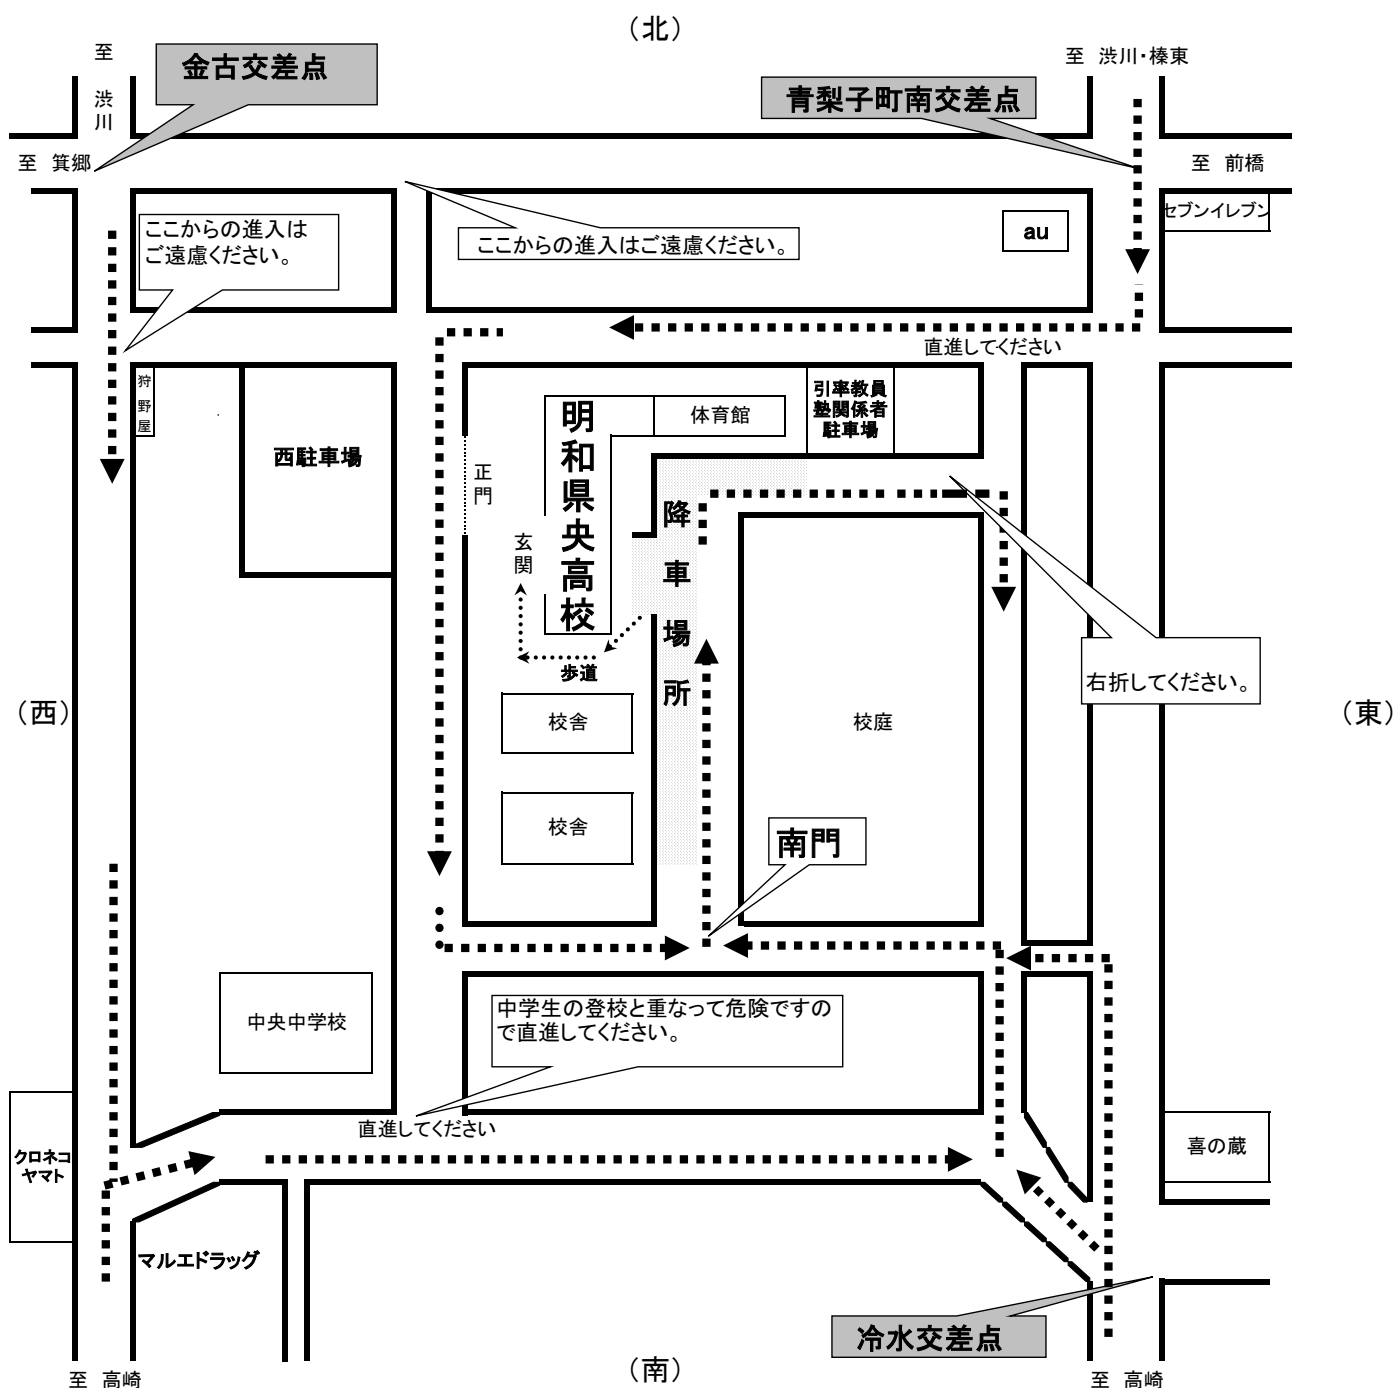 （北）
至
渋
川
金古交差点
至 渋川・榛東
青梨子町南交差点
至 箕郷
至 前橋
セブンイレブン
ここからの進入は
ご遠慮ください。
ここからの進入はご遠慮ください。
au
直進してください
狩
野
屋
西駐車場
正
門
明
和
県
央
高
校
体育館
引率教員
塾関係者
駐車場
玄
関
降
車
場
所
歩道
右折してください。
（西）
（東）
校舎
校庭
校舎
南門
中央中学校
中学生の登校と重なって危険ですの
で直進してください。
直進してください
クロネコ
ヤマト
喜の蔵
マルエドラッグ
冷水交差点
（南）
至 高崎
至 高崎